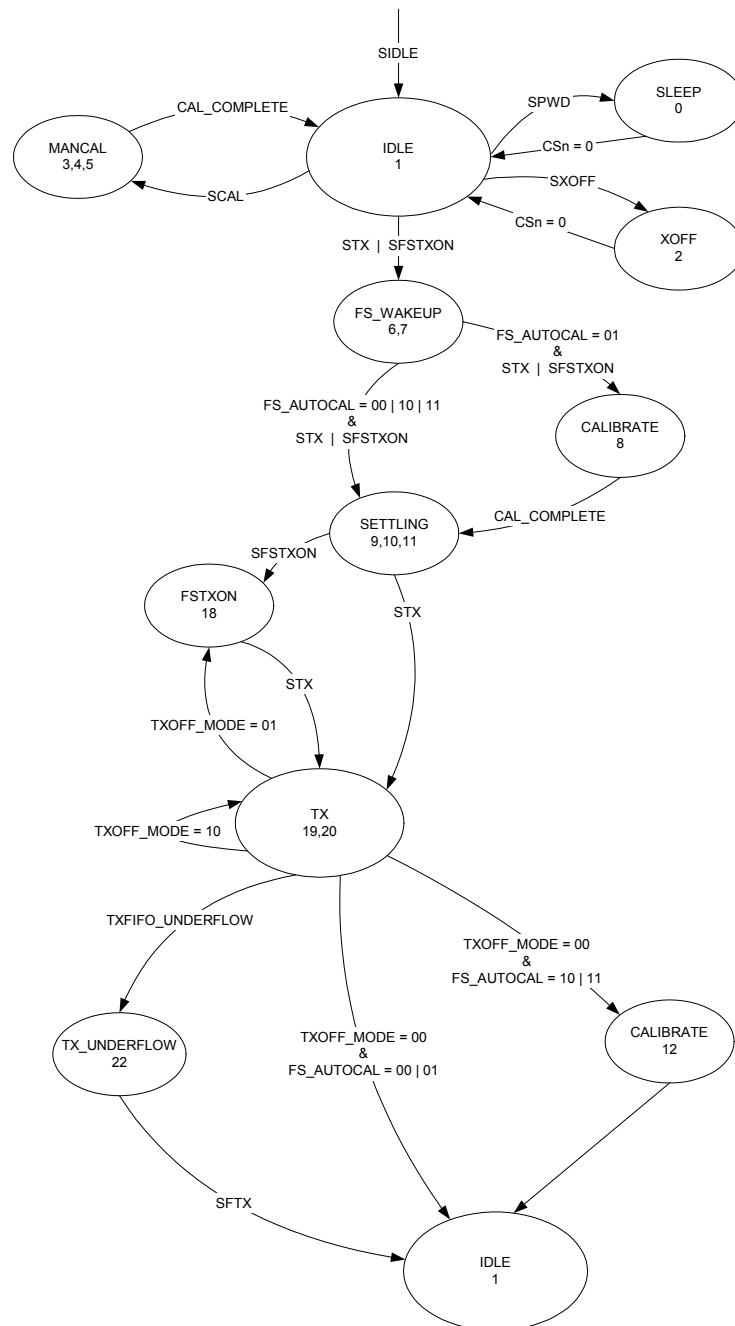 SIDLE
SPWD
SLEEP
0
CAL_COMPLETE
MANCAL
3,4,5
IDLE
1
CSn = 0
SCAL
SXOFF
CSn = 0
XOFF
2
STX | SFSTXON
FS_WAKEUP
6,7
FS_AUTOCAL = 01
&
STX | SFSTXON
FS_AUTOCAL = 00 | 10 | 11
&
STX | SFSTXON
CALIBRATE
8
SETTLING
9,10,11
CAL_COMPLETE
SFSTXON
FSTXON
18
STX
STX
TXOFF_MODE = 01
TX
19,20
TXOFF_MODE = 10
TXFIFO_UNDERFLOW
TXOFF_MODE = 00
&
FS_AUTOCAL = 10 | 11
TX_UNDERFLOW
22
TXOFF_MODE = 00
&
FS_AUTOCAL = 00 | 01
CALIBRATE
12
SFTX
IDLE
1